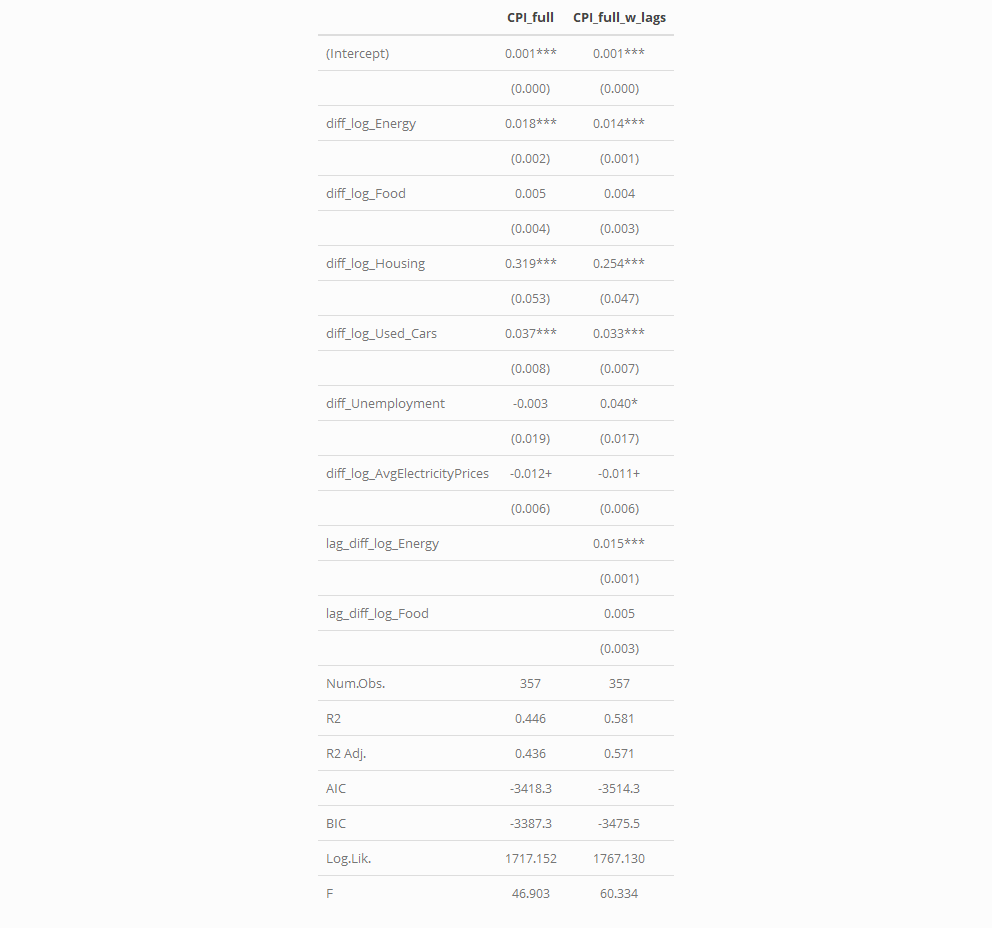 CPI_full CPI_full_w_lags
(Intercept) 0.001*** 0.001***
(0.000) (0.000)
diff_log_Energy 0.018*** 0.014***
(0.002) (0.001)
diff_log_Food 0.005 0.004
(0.004) (0.003)
diff_log_Housing 0.319*** 0.254***
(0.053) (0.047)
diff_log_Used_Cars 0.037*** 0.033***
(0.008) (0.007)
diff_Unemployment -0.003 0.040*
(0.019) (0.017)
diff_log_AvgElectricityPrices -0.012+ -0.011+
(0.006) (0.006)
lag_diff_log_Energy 0.015***
(0.001)
lag_diff_log_Food 0.005
(0.003)
Num.Obs. 357 357
R2 0.446 0.581
R2 Adj. 0.436 0.571
AIC -3418.3 -3514.3
BIC -3387.3 -3475.5
Log.Lik. 1717.152 1767.130
F 46.903 60.334